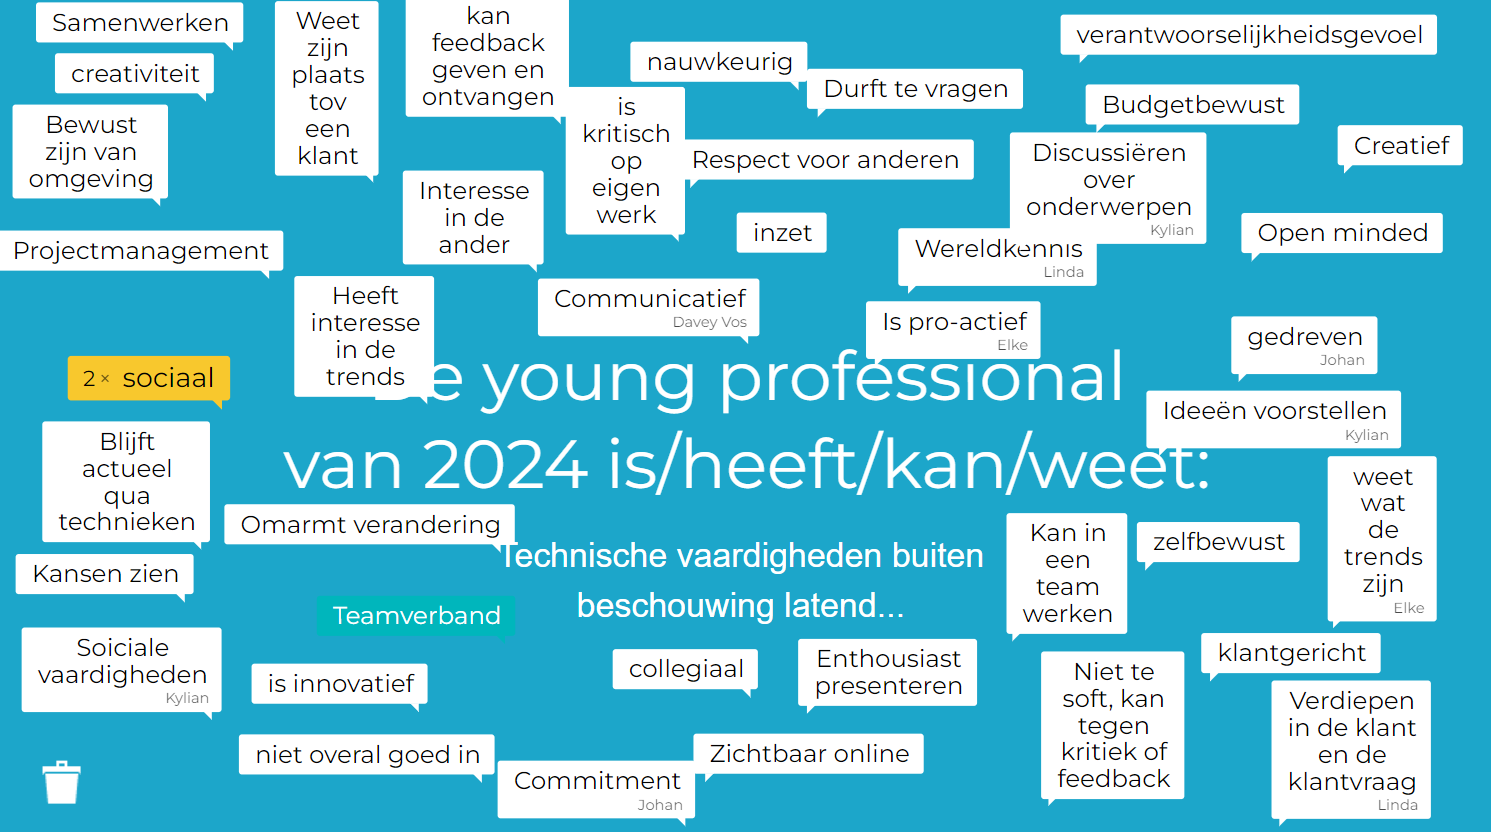 Samenwerken
creativiteit
Bewust
zijn van
omgeving
Projectmanagement
Weet
zijn
plaats
tov
een
klant
kan
feedback
geven en
ontvangen
Interesse
in de
ander
is
kritisch
op
eigen
werk
nauwkeurig
Durft te vragen
Respect voor anderen
inzet
verantwoorselijkheidsgevoel
Budgetbewust
Discussiëren
over
onderwerpen
Kylian
Creatief
Open minded
Wereldkennis
Linda
Heeft
interesse
in de
trends
Communicatief
Davey Vos
Is pro-actief
Elke
gedreven
Johan
2 × sociaal
De young professional
van 2024 is/heeft/kan/weet:
Technische vaardigheden buiten
beschouwing latend...
Ideeën voorstellen
Kylian
Blijft
actueel
qua
technieken
Omarmt verandering
Kansen zien
Teamverband
Kan in
een
team
werken
zelfbewust
weet
wat
de
trends
zijn
Elke
Soiciale
vaardigheden
Kylian
is innovatief
collegiaal
Enthousiast
presenteren
klantgericht
Niet te
soft, kan
tegen
kritiek of
feedback
Verdiepen
in de klant
en de
klantvraag
Linda
niet overal goed in
Commitment
Johan
Zichtbaar online